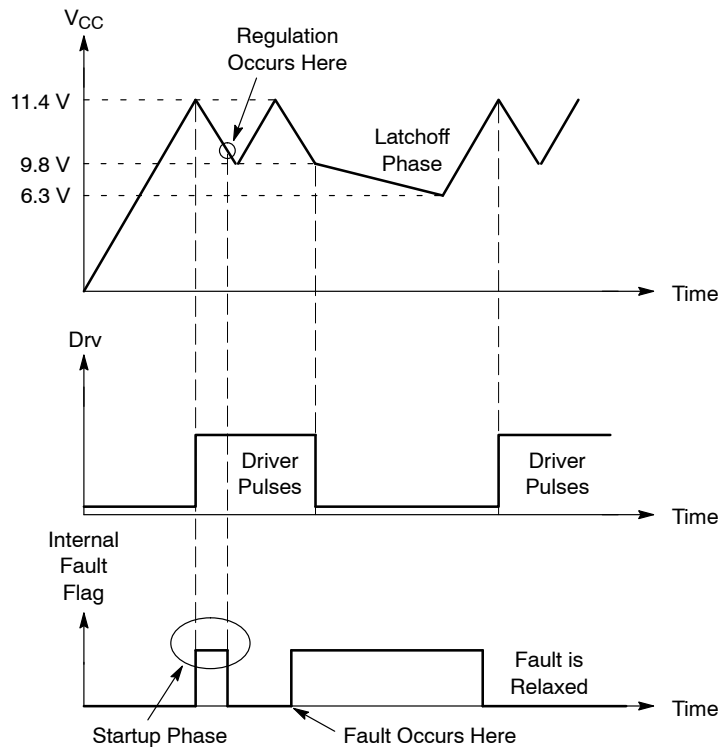 VCC
Regulation
Occurs Here
11.4 V
Latchoff
Phase
9.8 V
6.3 V
Time
Drv
Driver
Pulses
Driver
Pulses
Time
Internal
Fault
Flag
Fault is
Relaxed
Time
Startup Phase
Fault Occurs Here